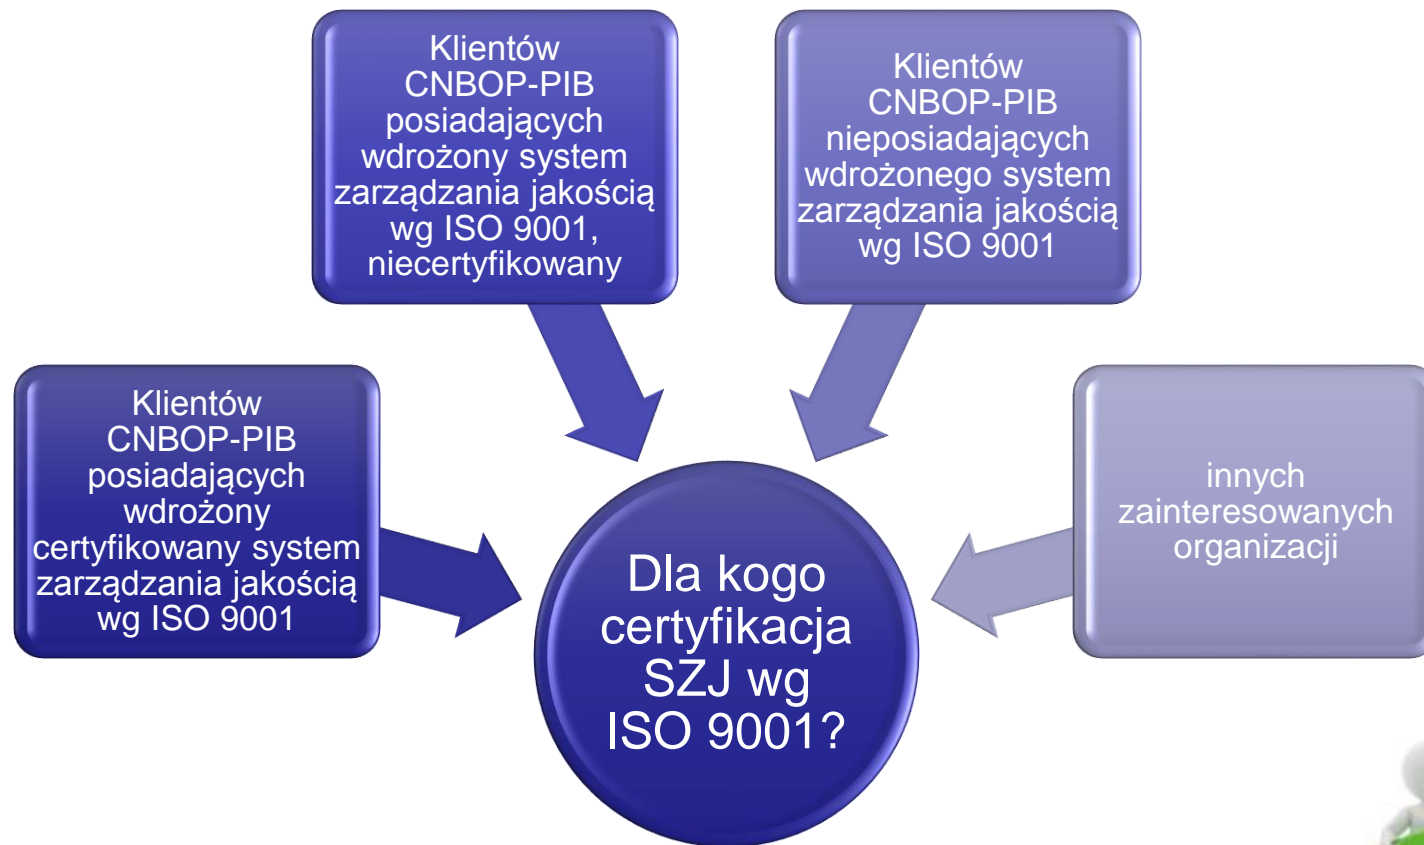 Klientów
CNBOP-PIB
posiadających
wdrożony
certyfikowany system
zarządzania jakością
wg ISO 9001
Klientów
CNBOP-PIB
posiadających
wdrożony system
zarządzania jakością
wg ISO 9001,
niecertyfikowany
Klientów
CNBOP-PIB
nieposiadających
wdrożonego system
zarządzania jakością
wg ISO 9001
innych
zainteresowanych
organizacji
Dla kogo
certyfikacja
SZJ wg
ISO 9001?